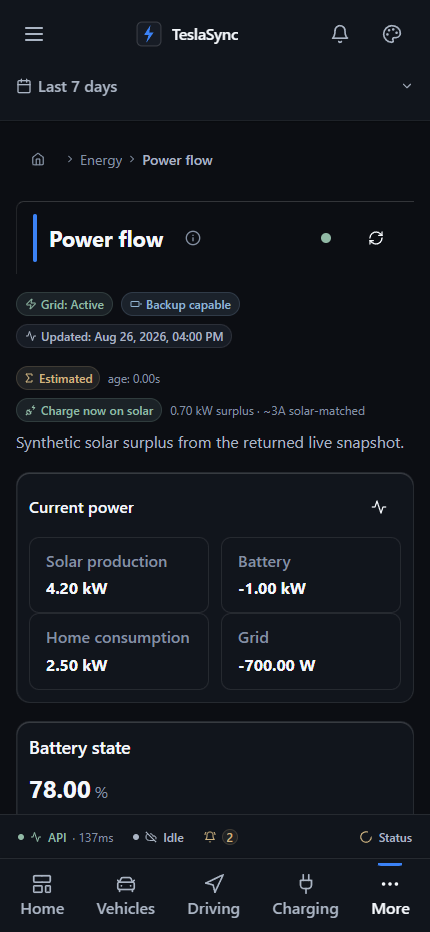 TeslaSync
Last 7 days
Energy > Power flow
Power flow
Grid: Active
Backup capable
Updated: Aug 26, 2026, 04:00 PM
Σ Estimated age: 0.00s
Charge now on solar 0.70 kW surplus · ~3A solar-matched
Synthetic solar surplus from the returned live snapshot.
Current power
Solar production
4.20 kW
Battery
-1.00 kW
Home consumption
2.50 kW
Grid
-700.00 W
Battery state
78.00 %
API · 137ms
Idle
2
Status
Home
Vehicles
Driving
Charging
More